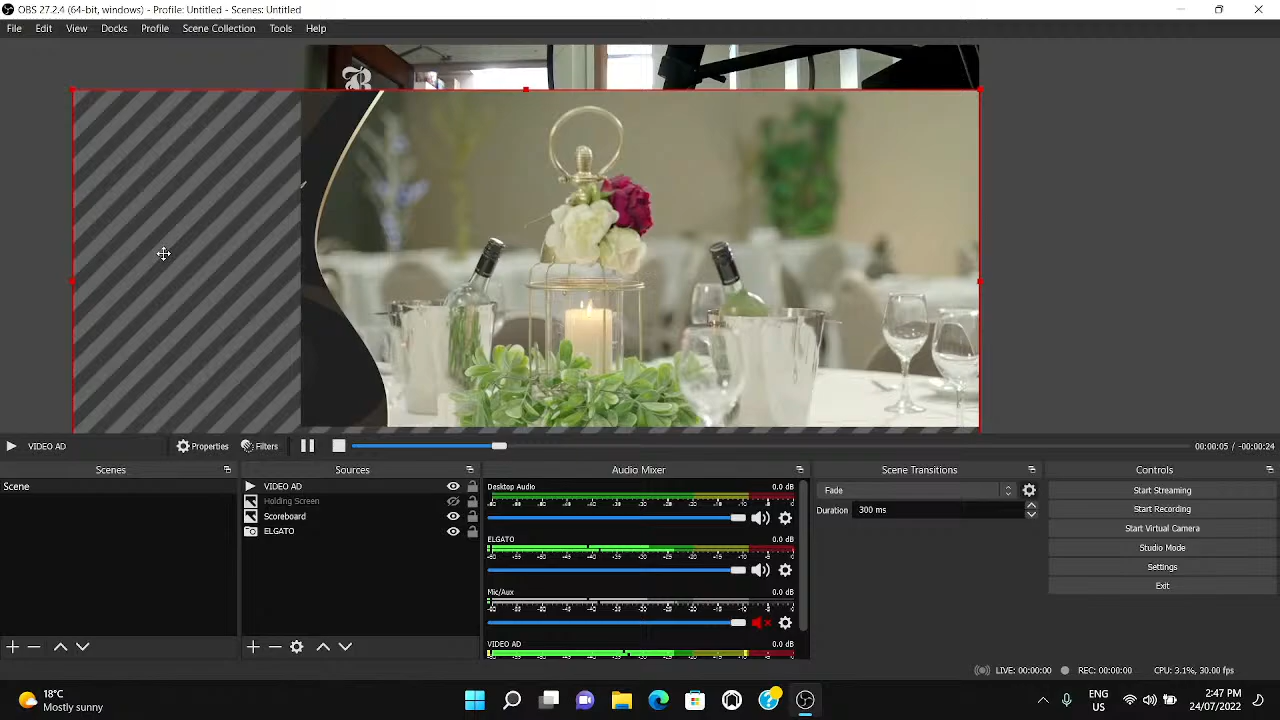 OBS 27.2.4 (64-bit, windows) - Profile: Untitled - Scenes: Untitled
File Edit View Docks Profile Scene Collection Tools Help
B
VIDEO AD Properties Filters 00:00:05 / -00:00:24
Scenes Sources Audio Mixer Scene Transitions Controls
Scene
VIDEO AD
Holding Screen
Scoreboard
ELGATO
Desktop Audio 0.0 dB
ELGATO 0.0 dB
Mic/Aux 0.0 dB
VIDEO AD 0.0 dB
Fade
Duration 300 ms
Start Streaming
Start Recording
Start Virtual Camera
Studio Mode
Settings
Exit
LIVE: 00:00:00 REC: 00:00:00 CPU: 3.1%, 30.00 fps
18°C
Mostly sunny
ENG
US
2:47 PM
24/07/2022